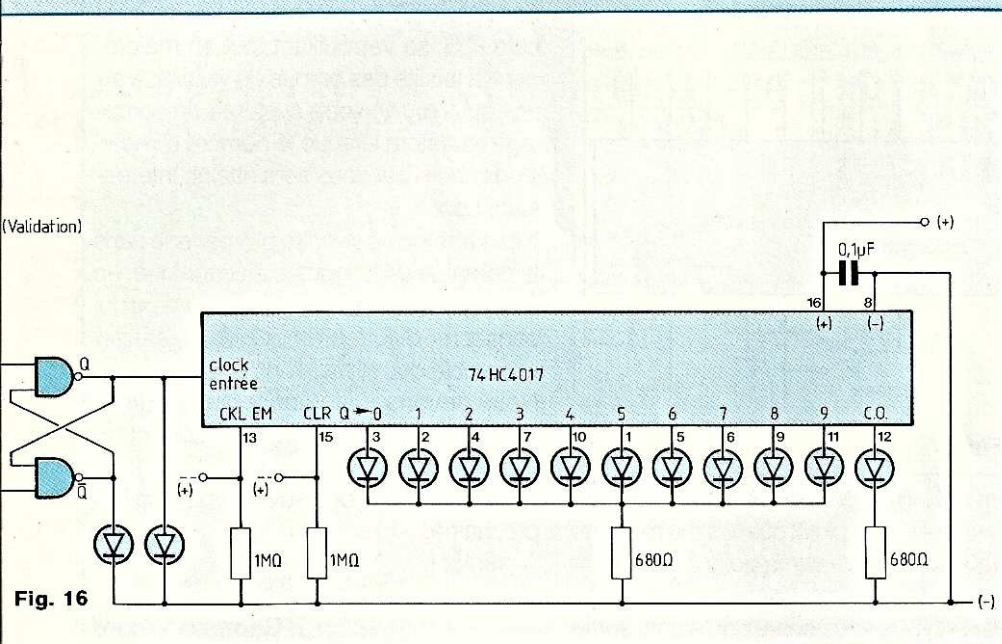 (Validation)
(+)
0,1µF
16
8
(+)
(−)
Q
clock
entrée
74 HC4017
CKL EM
CLR Q → 0 1 2 3 4 5 6 7 8 9 C.O.
13 15 3 2 4 7 10 1 5 6 9 11 12
Q̅
(+)
(+)
1MΩ
1MΩ
680Ω
680Ω
Fig. 16
(−)